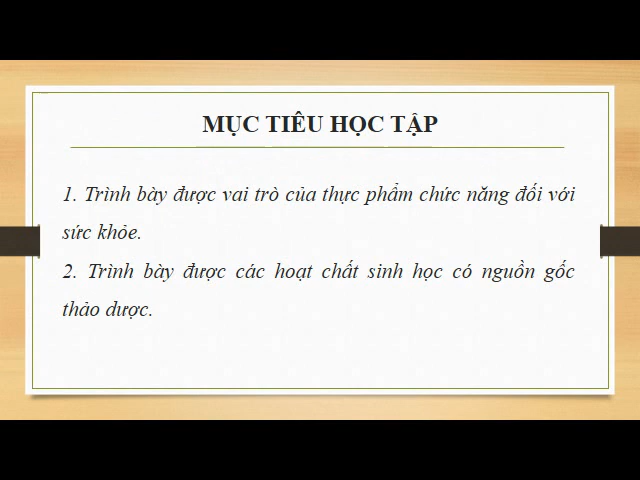 MỤC TIÊU HỌC TẬP
1. Trình bày được vai trò của thực phẩm chức năng đối với
sức khỏe.
2. Trình bày được các hoạt chất sinh học có nguồn gốc
thảo dược.